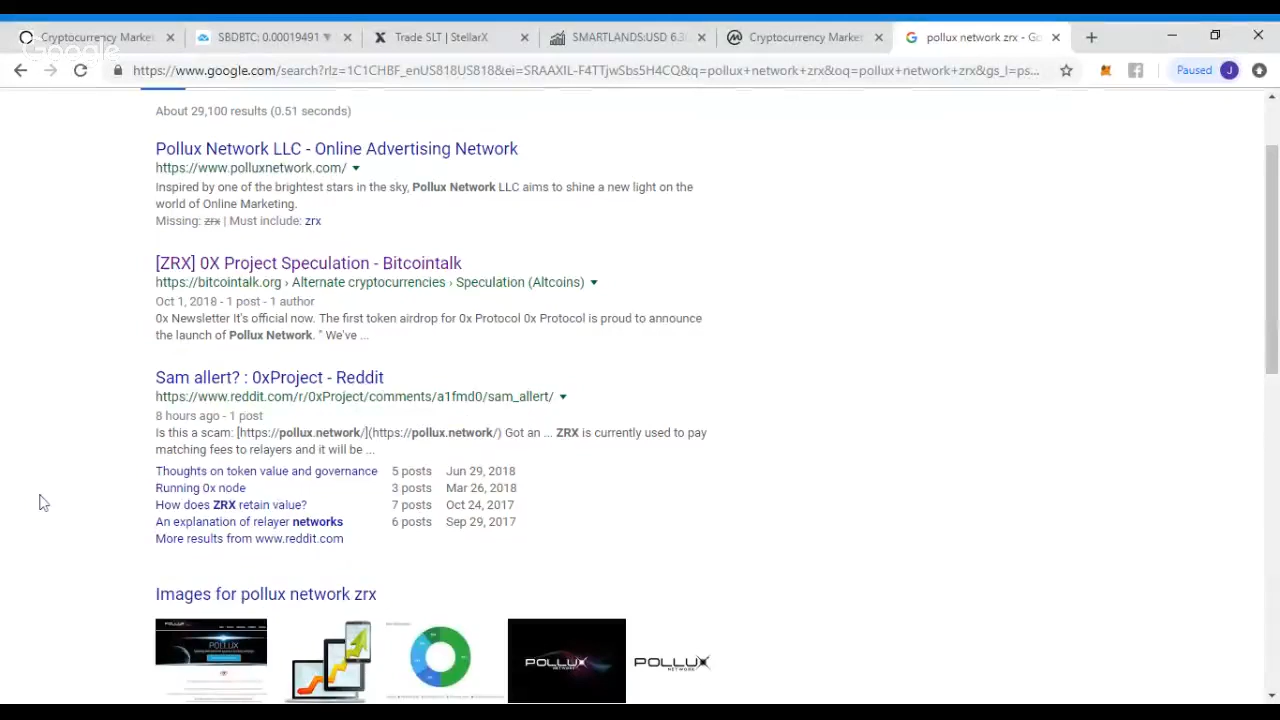 Cryptocurrency Marke
SBDBTC: 0.00019491 ▼
Trade SLT | StellarX
SMARTLANDS:USD 6.3
Cryptocurrency Marke
pollux network zrx - Go
Google
https://www.google.com/search?rlz=1C1CHBF_enUS818US818&ei=SRAAXIL-F4TTjwSbs5H4CQ&q=pollux+network+zrx&oq=pollux+network+zrx&gs_l=ps...
Paused
J
About 29,100 results (0.51 seconds)
Pollux Network LLC - Online Advertising Network
https://www.polluxnetwork.com/
Inspired by one of the brightest stars in the sky, Pollux Network LLC aims to shine a new light on the
world of Online Marketing.
Missing: zrx | Must include: zrx
[ZRX] 0X Project Speculation - Bitcointalk
https://bitcointalk.org › Alternate cryptocurrencies › Speculation (Altcoins)
Oct 1, 2018 - 1 post - 1 author
0x Newsletter It's official now. The first token airdrop for 0x Protocol 0x Protocol is proud to announce
the launch of Pollux Network. " We've ...
Sam allert? : 0xProject - Reddit
https://www.reddit.com/r/0xProject/comments/a1fmd0/sam_allert/
8 hours ago - 1 post
Is this a scam: [https://pollux.network/](https://pollux.network/) Got an ... ZRX is currently used to pay
matching fees to relayers and it will be ...
Thoughts on token value and governance 5 posts Jun 29, 2018
Running 0x node 3 posts Mar 26, 2018
How does ZRX retain value? 7 posts Oct 24, 2017
An explanation of relayer networks 6 posts Sep 29, 2017
More results from www.reddit.com
Images for pollux network zrx
POLLUX
POLLUX
NETWORK
POLLUX
NETWORK